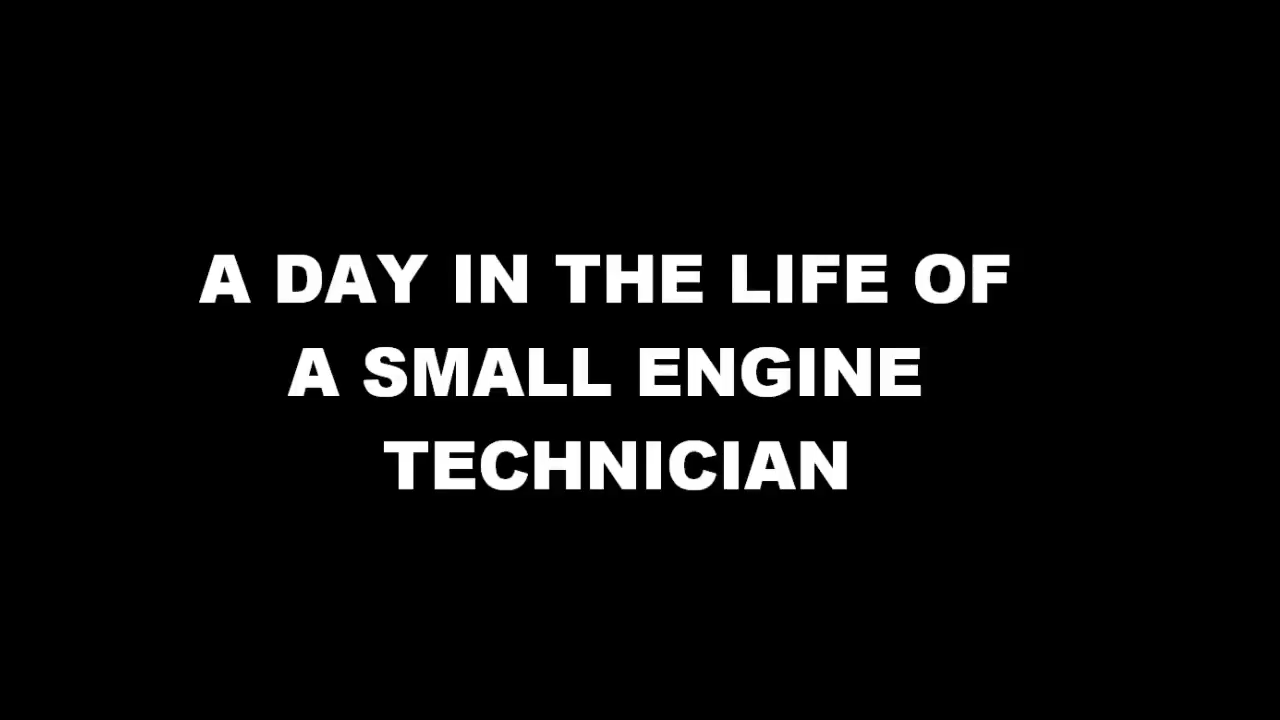 A DAY IN THE LIFE OF
A SMALL ENGINE
TECHNICIAN